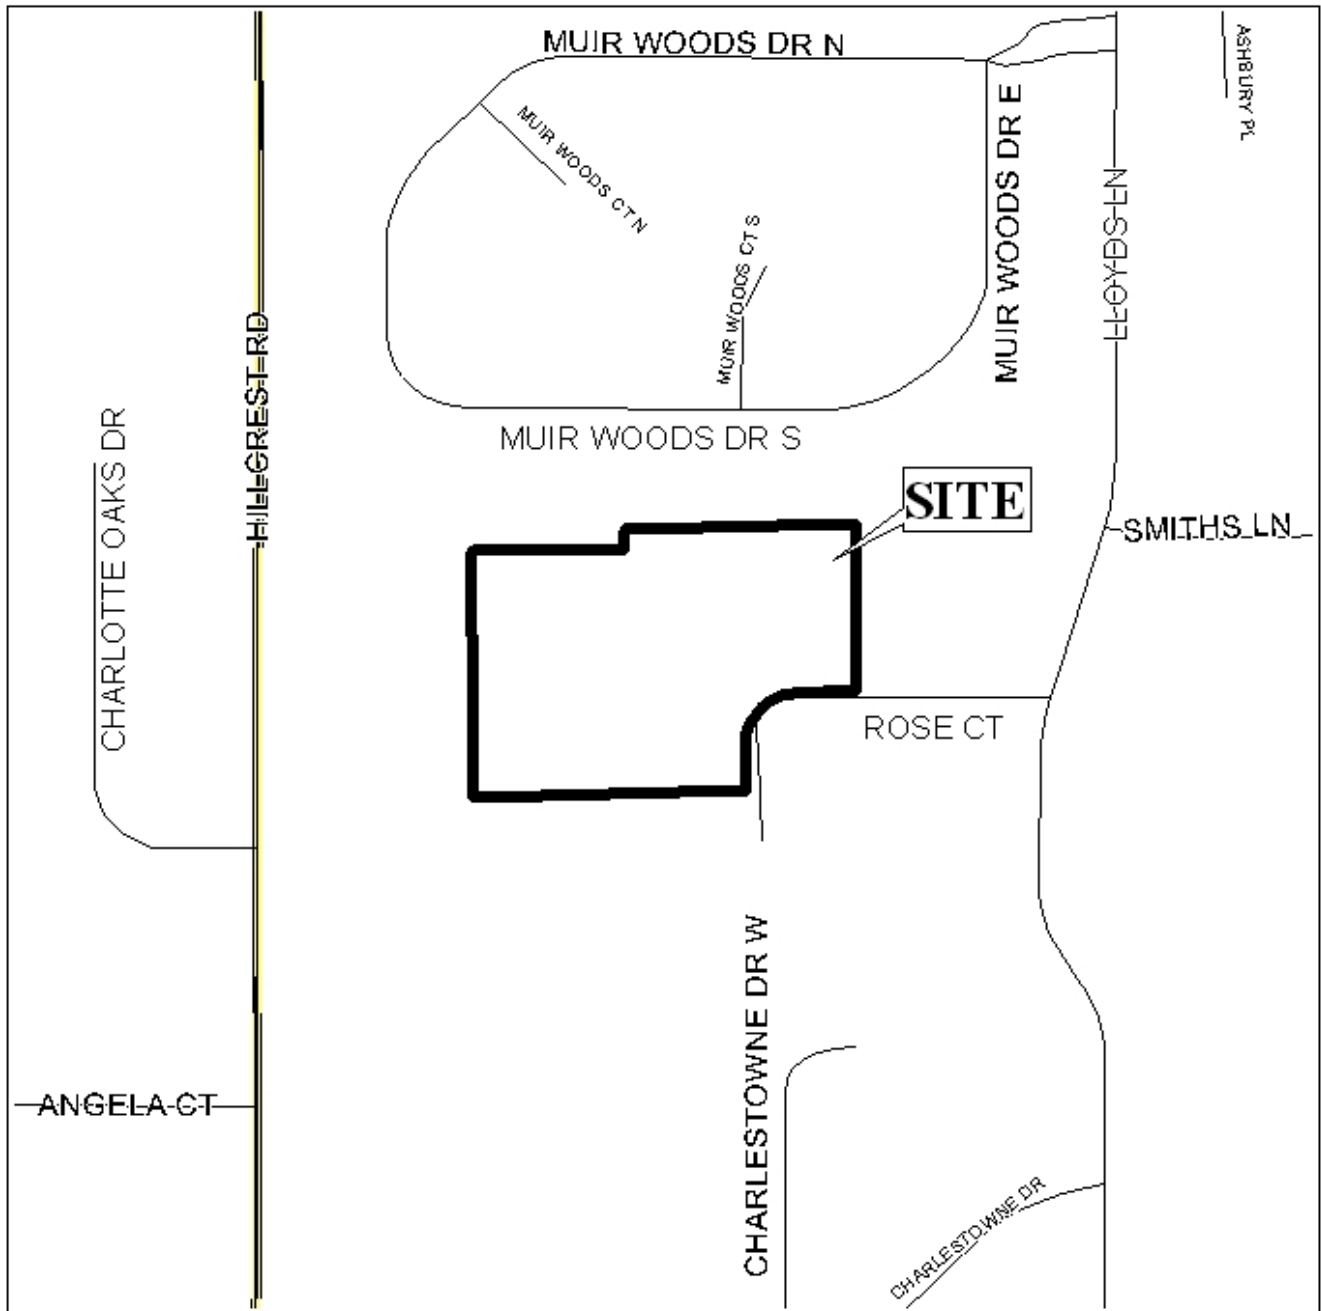 MUIR WOODS DR N
ASHBURY PL
MUIR WOODS CT N
MUIR WOODS DR E
LLOYDS LN
MUIR WOODS CT S
HILLCREST RD
CHARLOTTE OAKS DR
MUIR WOODS DR S
SITE
SMITHS LN
ROSE CT
CHARLESTOWNE DR W
ANGELA CT
CHARLESTOWNE DR